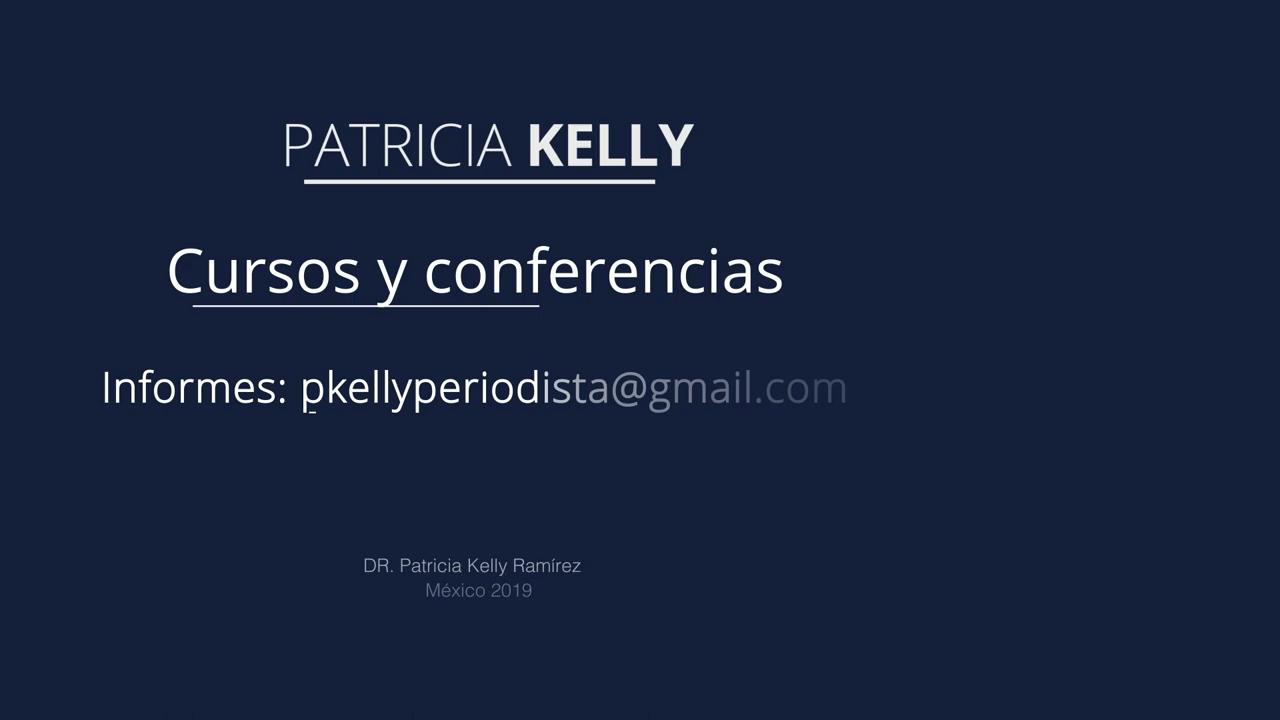 PATRICIA KELLY
Cursos y conferencias
Informes: pkellyperiodista@gmail.com
DR. Patricia Kelly Ramírez
México 2019